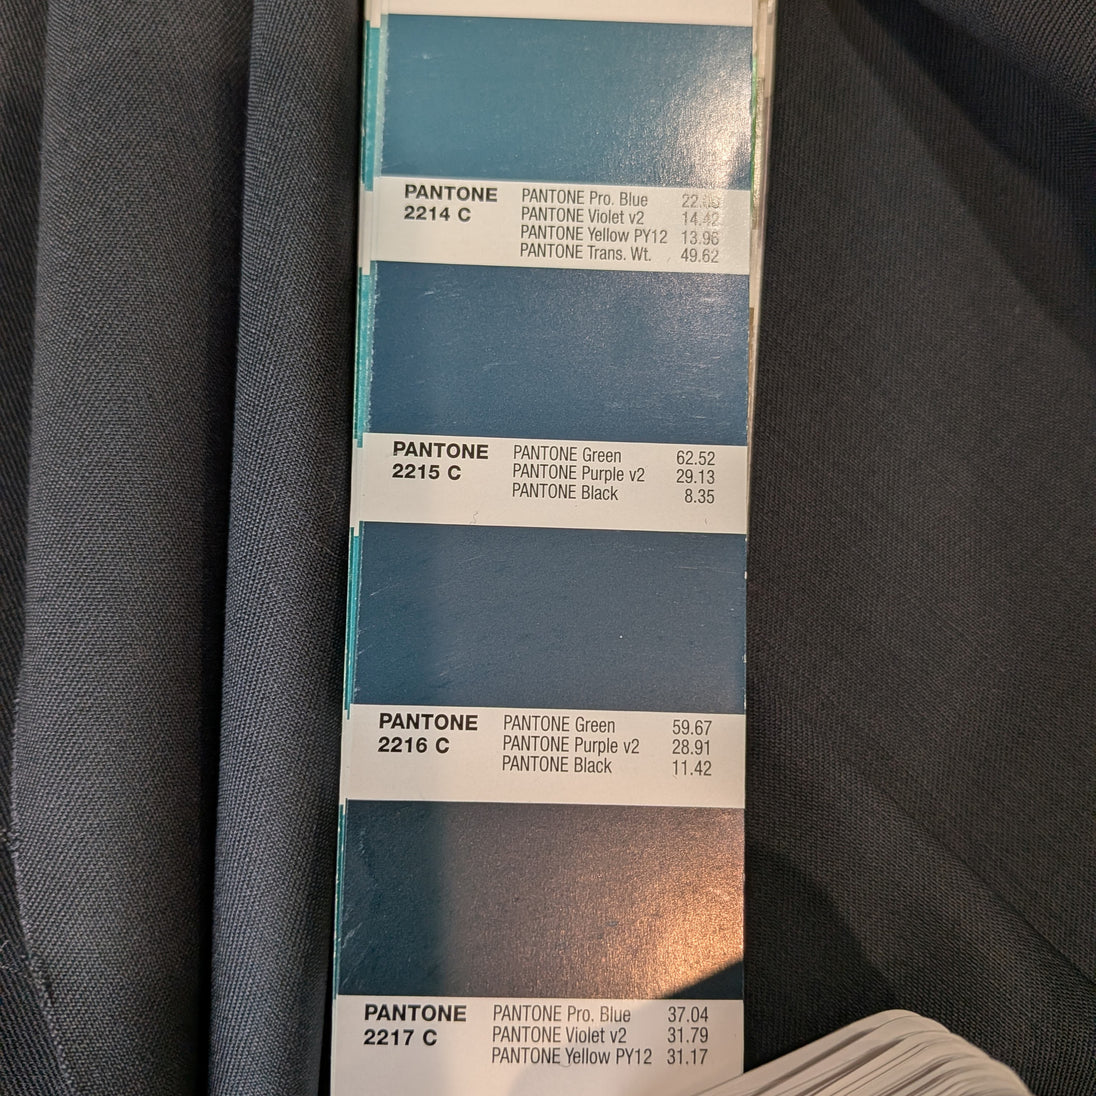 PANTONE
2214 C
PANTONE Pro. Blue
PANTONE Violet v2 14.42
PANTONE Yellow PY12 13.96
PANTONE Trans. Wt. 49.62
PANTONE
2215 C
PANTONE Green 62.52
PANTONE Purple v2 29.13
PANTONE Black 8.35
PANTONE
2216 C
PANTONE Green 59.67
PANTONE Purple v2 28.91
PANTONE Black 11.42
PANTONE
2217 C
PANTONE Pro. Blue 37.04
PANTONE Violet v2 31.79
PANTONE Yellow PY12 31.17